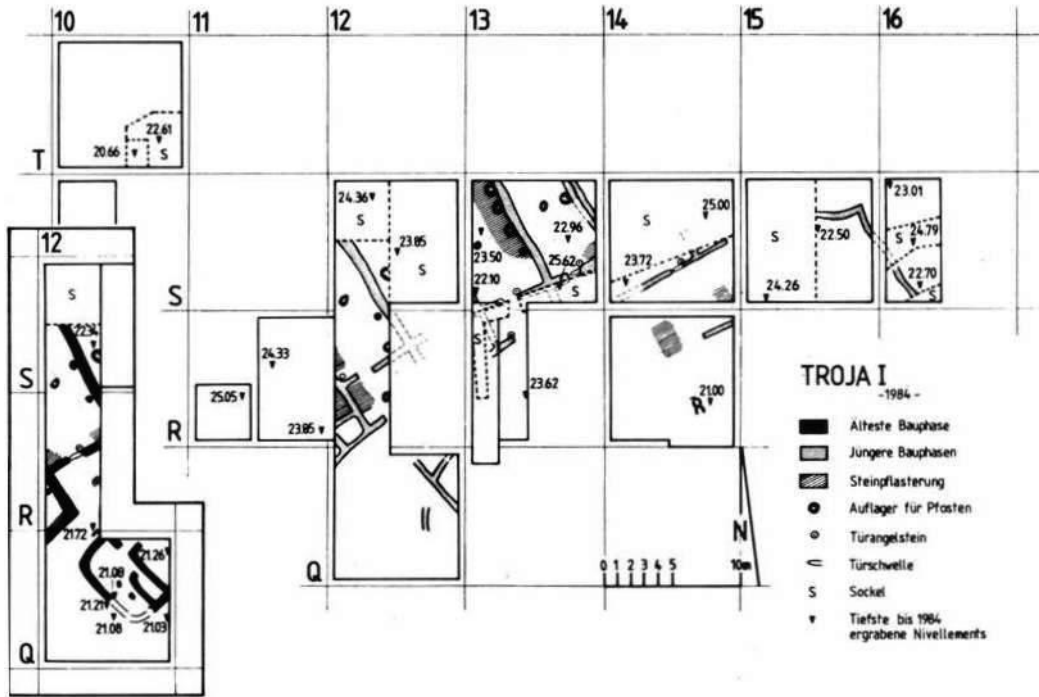 10 11 12 13 14 15 16
T
20.66 22.61 S
12
S
24.36 S 23.85 S
23.50 22.10 22.96 25.62 S
S 25.00 23.72
S 22.50 24.26
23.01 S 24.79 22.70 S
S
S
22.34
S
24.33
25.05
23.85
R
S
23.62
21.00
R
R
21.72
21.26
21.08
21.21
21.08
21.03
Q
Q
0 1 2 3 4 5 10m
N
TROJA I
-1984-
Älteste Bauphase
Jüngere Bauphasen
Steinpflasterung
Auflager für Pfosten
Türangelstein
Türschwelle
S Sockel
Tiefste bis 1984
ergrabene Nivellements